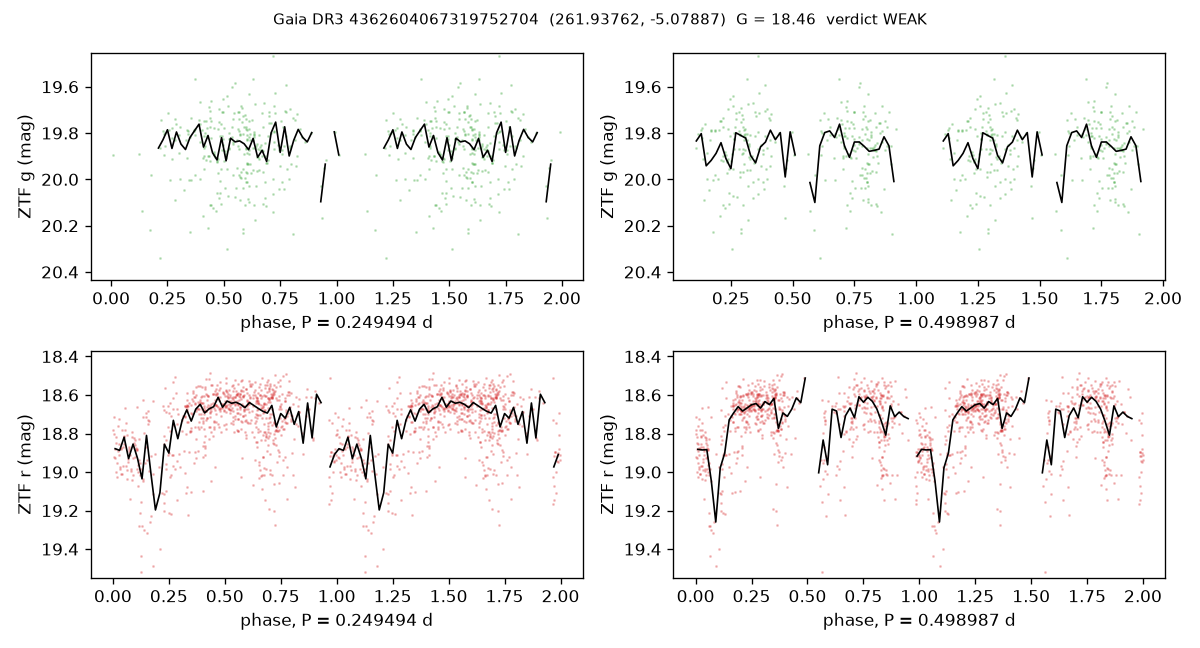 Gaia DR3 4362604067319752704  (261.93762, -5.07887)  G = 18.46  verdict WEAK
ZTF g (mag)
19.6
19.8
20.0
20.2
20.4
0.00 0.25 0.50 0.75 1.00 1.25 1.50 1.75 2.00
phase, P = 0.249494 d
ZTF g (mag)
19.6
19.8
20.0
20.2
20.4
0.25 0.50 0.75 1.00 1.25 1.50 1.75 2.00
phase, P = 0.498987 d
ZTF r (mag)
18.4
18.6
18.8
19.0
19.2
19.4
0.00 0.25 0.50 0.75 1.00 1.25 1.50 1.75 2.00
phase, P = 0.249494 d
ZTF r (mag)
18.4
18.6
18.8
19.0
19.2
19.4
0.00 0.25 0.50 0.75 1.00 1.25 1.50 1.75 2.00
phase, P = 0.498987 d